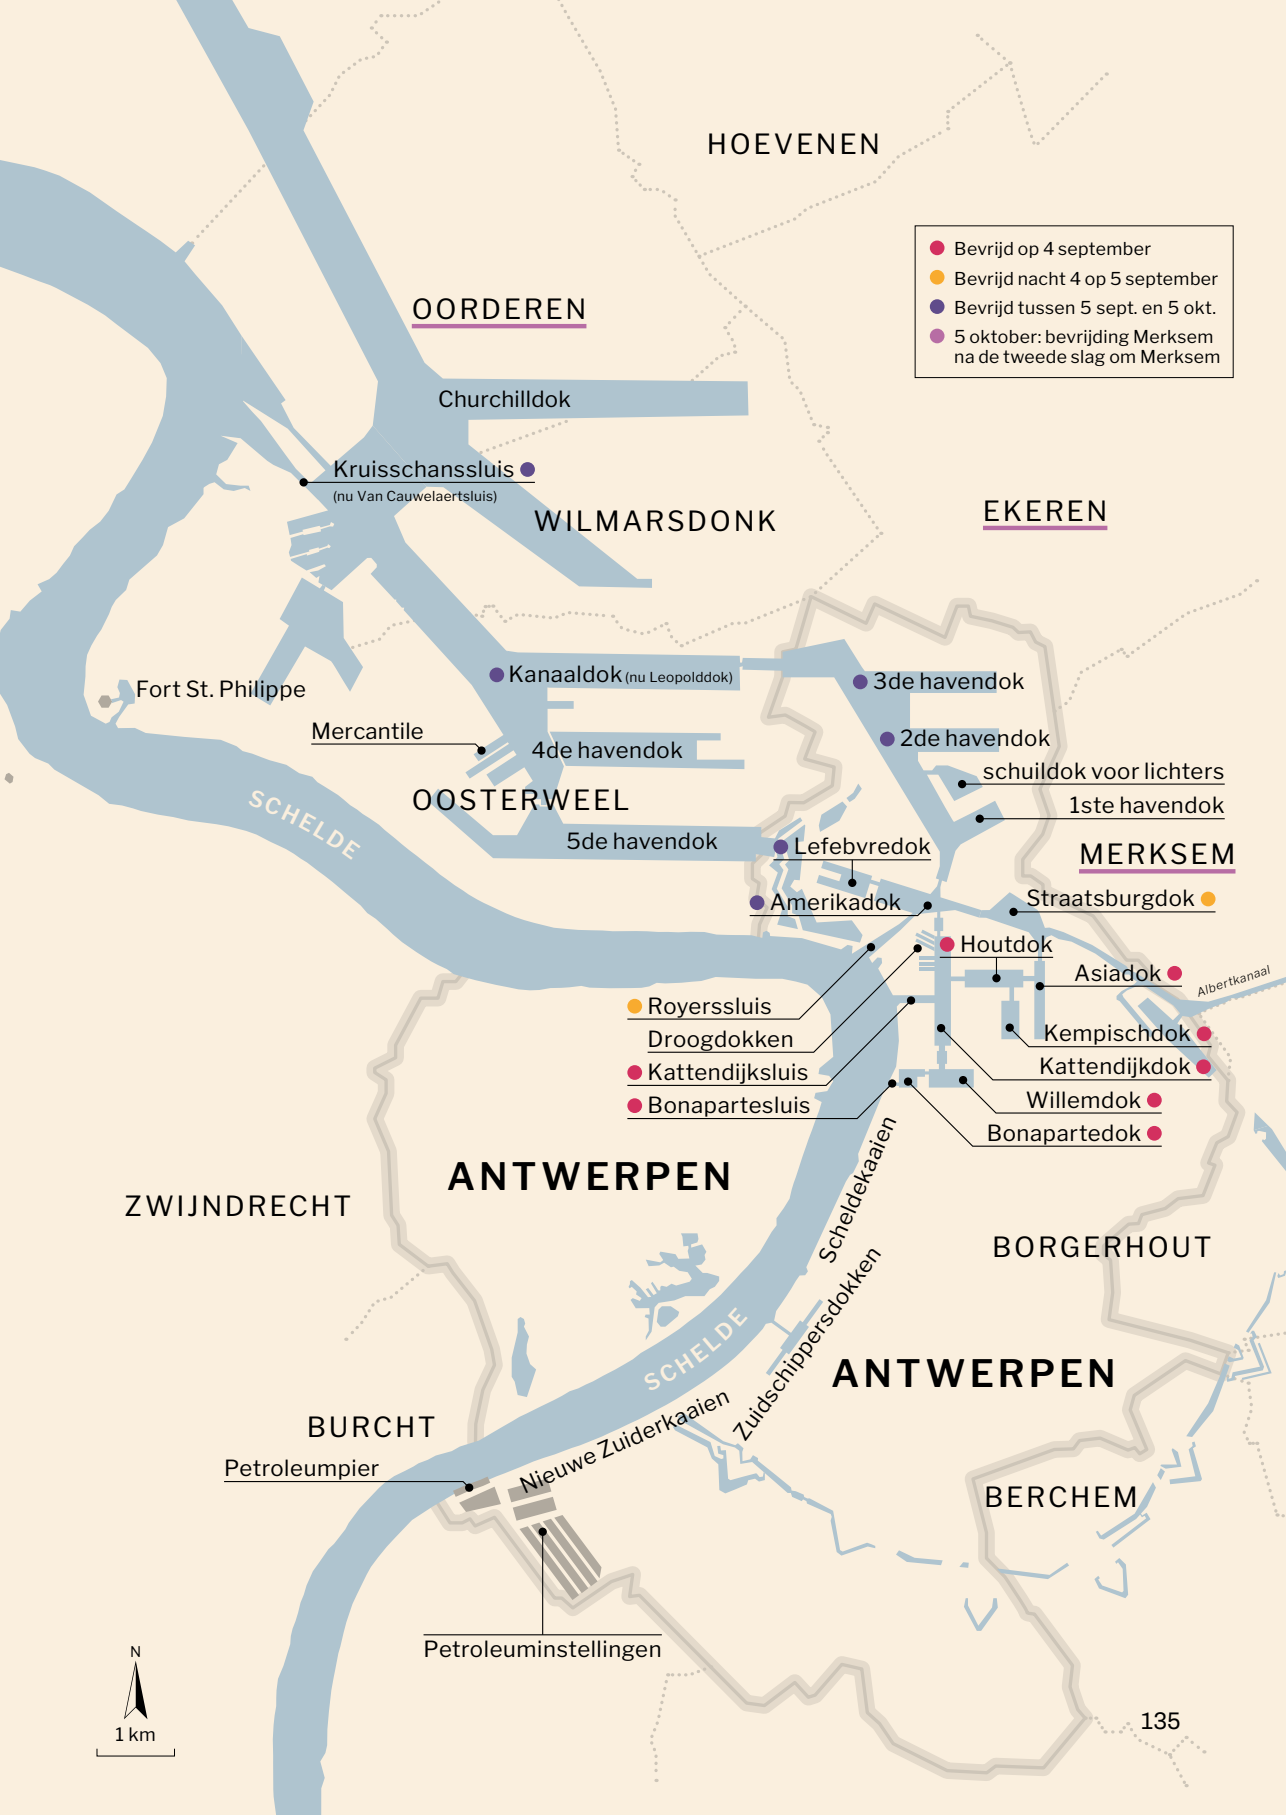 HOEVENEN
Bevrijd op 4 september
Bevrijd nacht 4 op 5 september
Bevrijd tussen 5 sept. en 5 okt.
5 oktober: bevrijding Merksem
na de tweede slag om Merksem
OORDEREN
Churchilldok
Kruisschanssluis
(nu Van Cauwelaertsluis)
WILMARSDONK
EKEREN
Kanaaldok (nu Leopolddok)
3de havendok
Fort St. Philippe
Mercantile
2de havendok
4de havendok
schuildok voor lichters
OOSTERWEEL
1ste havendok
SCHELDE
5de havendok
Lefebvredok
MERKSEM
Amerikadok
Straatsburgdok
Houtdok
Asiadok
Albertkanaal
Royerssluis
Droogdokken
Kempischdok
Kattendijksluis
Kattendijkdok
Bonapartesluis
Willemdok
Bonapartedok
ANTWERPEN
Scheldekaaien
ZWIJNDRECHT
BORGERHOUT
Zuidschippersdokken
SCHELDE
ANTWERPEN
Nieuwe Zuiderkaaien
BURCHT
Petroleumpier
BERCHEM
Petroleuminstellingen
N
1 km
135